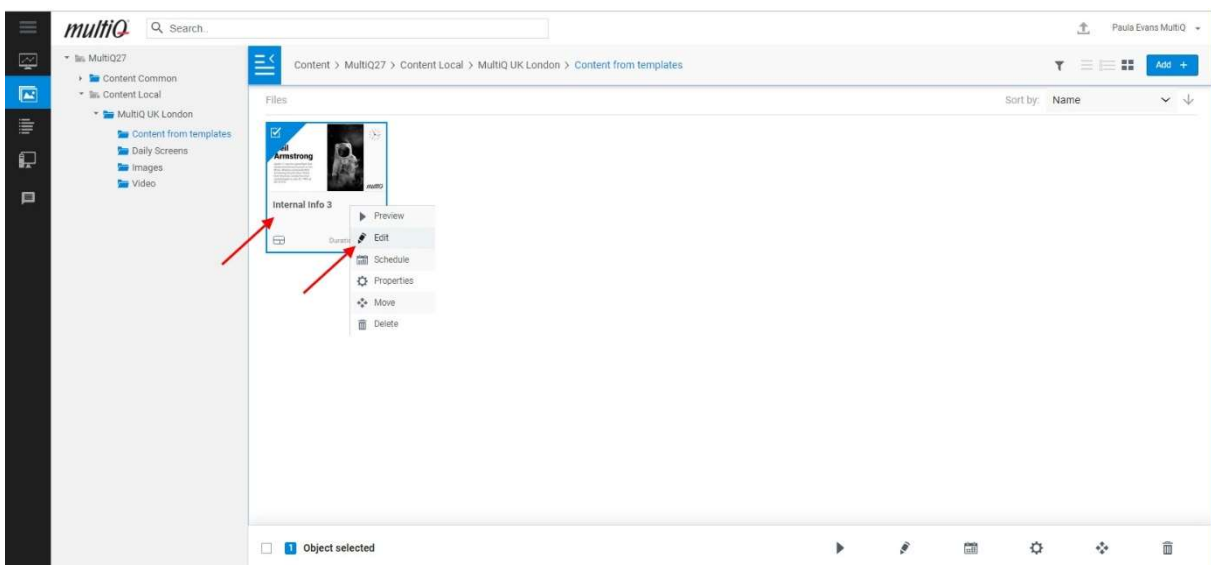 multiQ
Search..
Paula Evans MultiQ
MultiQ27
Content Common
Content Local
MultiQ UK London
Content from templates
Daily Screens
Images
Video
Content > MultiQ27 > Content Local > MultiQ UK London > Content from templates
Add +
Files
Sort by: Name
Armstrong
multiQ
Internal Info 3
Preview
Edit
Schedule
Properties
Move
Delete
1 Object selected